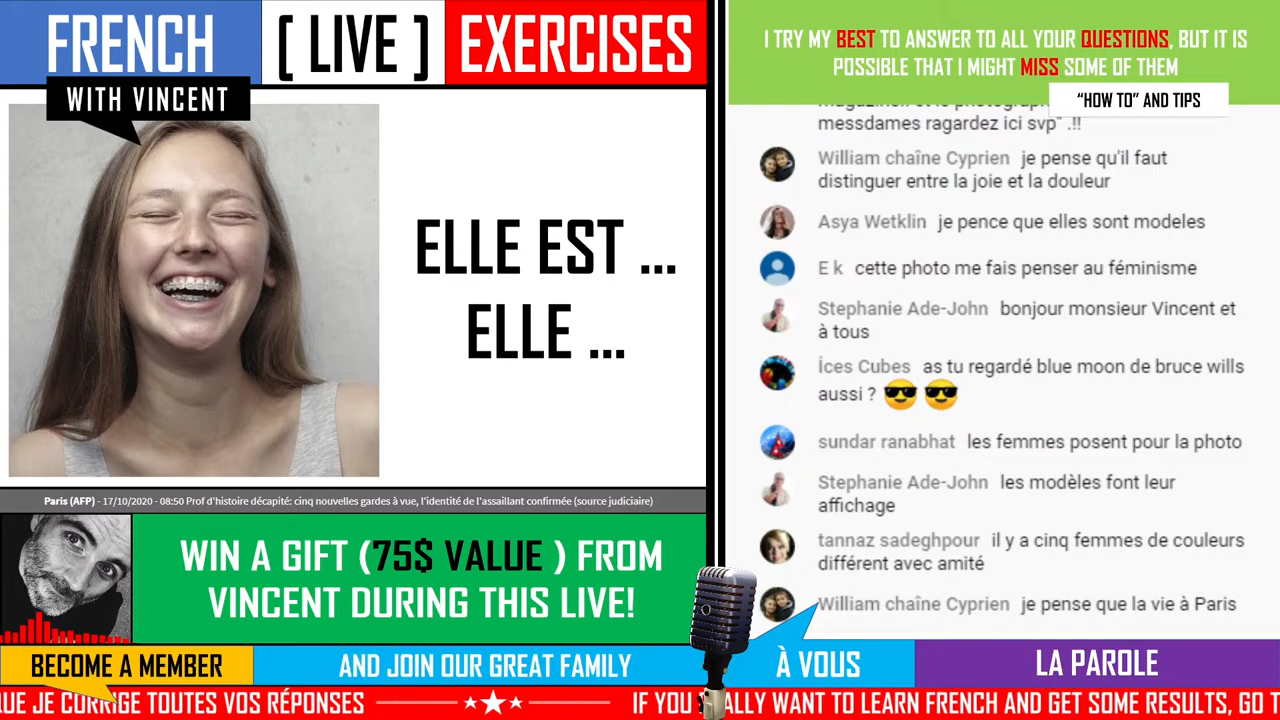 FRENCH
[ LIVE ]
EXERCISES
WITH VINCENT
ELLE EST ...
ELLE ...
Paris (AFP) - 17/10/2020 - 08:50 Prof d'histoire décapité: cinq nouvelles gardes à vue, l'identité de l'assaillant confirmée (source judiciaire)
WIN A GIFT (75$ VALUE ) FROM
VINCENT DURING THIS LIVE!
BECOME A MEMBER
AND JOIN OUR GREAT FAMILY
I TRY MY BEST TO ANSWER TO ALL YOUR QUESTIONS, BUT IT IS
POSSIBLE THAT I MIGHT MISS SOME OF THEM
“HOW TO” AND TIPS
messdames ragardez ici svp" .!!
William chaîne Cyprien je pense qu'il faut
distinguer entre la joie et la douleur
Asya Wetklin je pence que elles sont modeles
E k cette photo me fais penser au féminisme
Stephanie Ade-John bonjour monsieur Vincent et
à tous
İces Cubes as tu regardé blue moon de bruce wills
aussi ? 😎 😎
sundar ranabhat les femmes posent pour la photo
Stephanie Ade-John les modèles font leur
affichage
tannaz sadeghpour il y a cinq femmes de couleurs
différent avec amitié
William chaîne Cyprien je pense que la vie à Paris
À VOUS
LA PAROLE
QUE JE CORRIGE TOUTES VOS RÉPONSES
IF YOU REALLY WANT TO LEARN FRENCH AND GET SOME RESULTS, GO